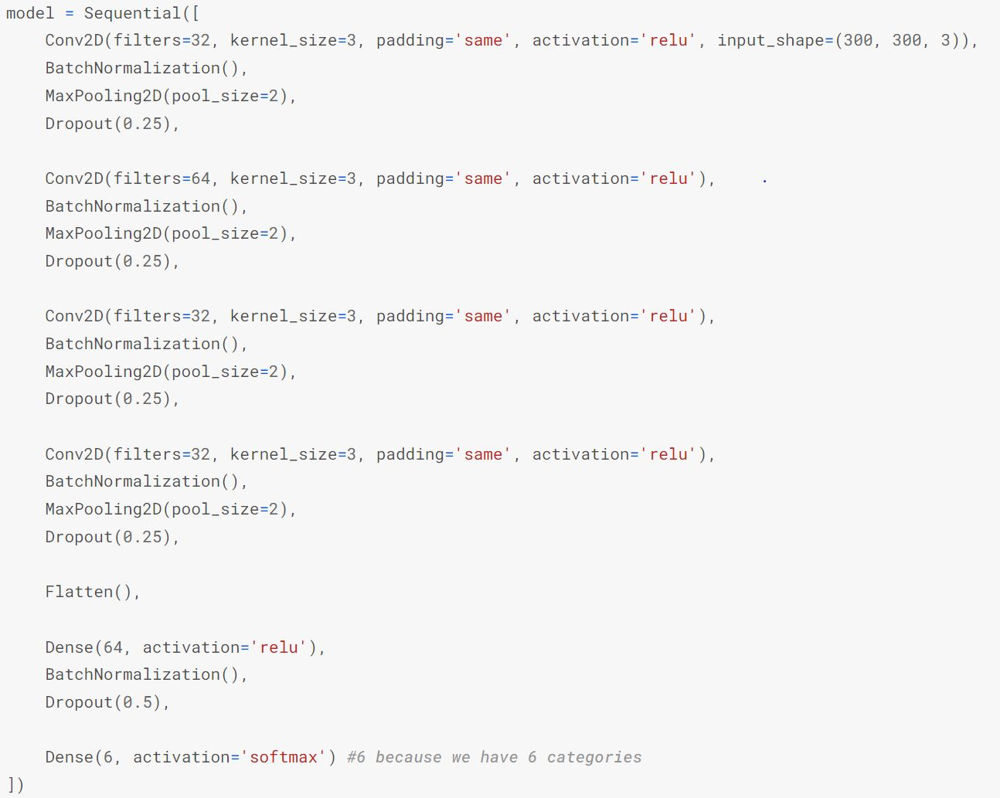 model = Sequential([
    Conv2D(filters=32, kernel_size=3, padding='same', activation='relu', input_shape=(300, 300, 3)),
    BatchNormalization(),
    MaxPooling2D(pool_size=2),
    Dropout(0.25),

    Conv2D(filters=64, kernel_size=3, padding='same', activation='relu'),
    BatchNormalization(),
    MaxPooling2D(pool_size=2),
    Dropout(0.25),

    Conv2D(filters=32, kernel_size=3, padding='same', activation='relu'),
    BatchNormalization(),
    MaxPooling2D(pool_size=2),
    Dropout(0.25),

    Conv2D(filters=32, kernel_size=3, padding='same', activation='relu'),
    BatchNormalization(),
    MaxPooling2D(pool_size=2),
    Dropout(0.25),

    Flatten(),

    Dense(64, activation='relu'),
    BatchNormalization(),
    Dropout(0.5),

    Dense(6, activation='softmax') #6 because we have 6 categories
])